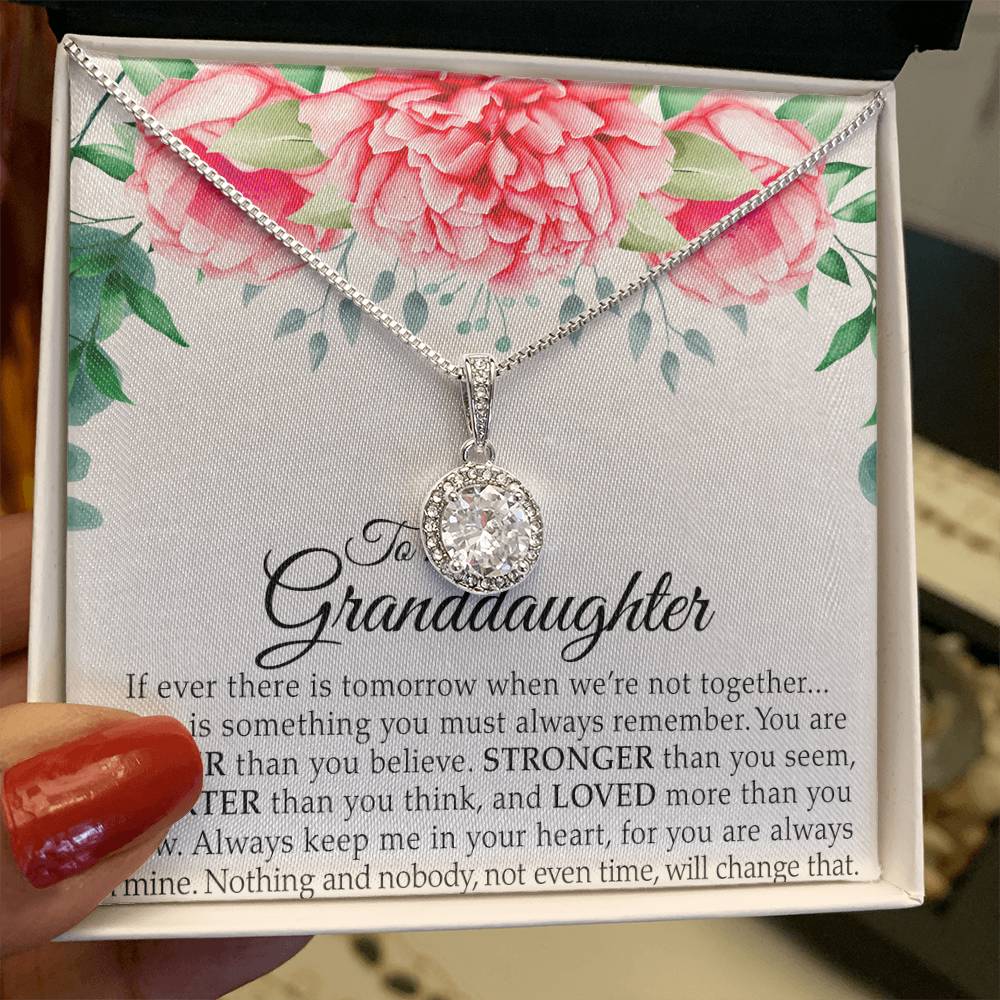 To
Granddaughter
If ever there is tomorrow when we’re not together...
is something you must always remember. You are
than you believe. STRONGER than you seem,
than you think, and LOVED more than you
Always keep me in your heart, for you are always
mine. Nothing and nobody, not even time, will change that.